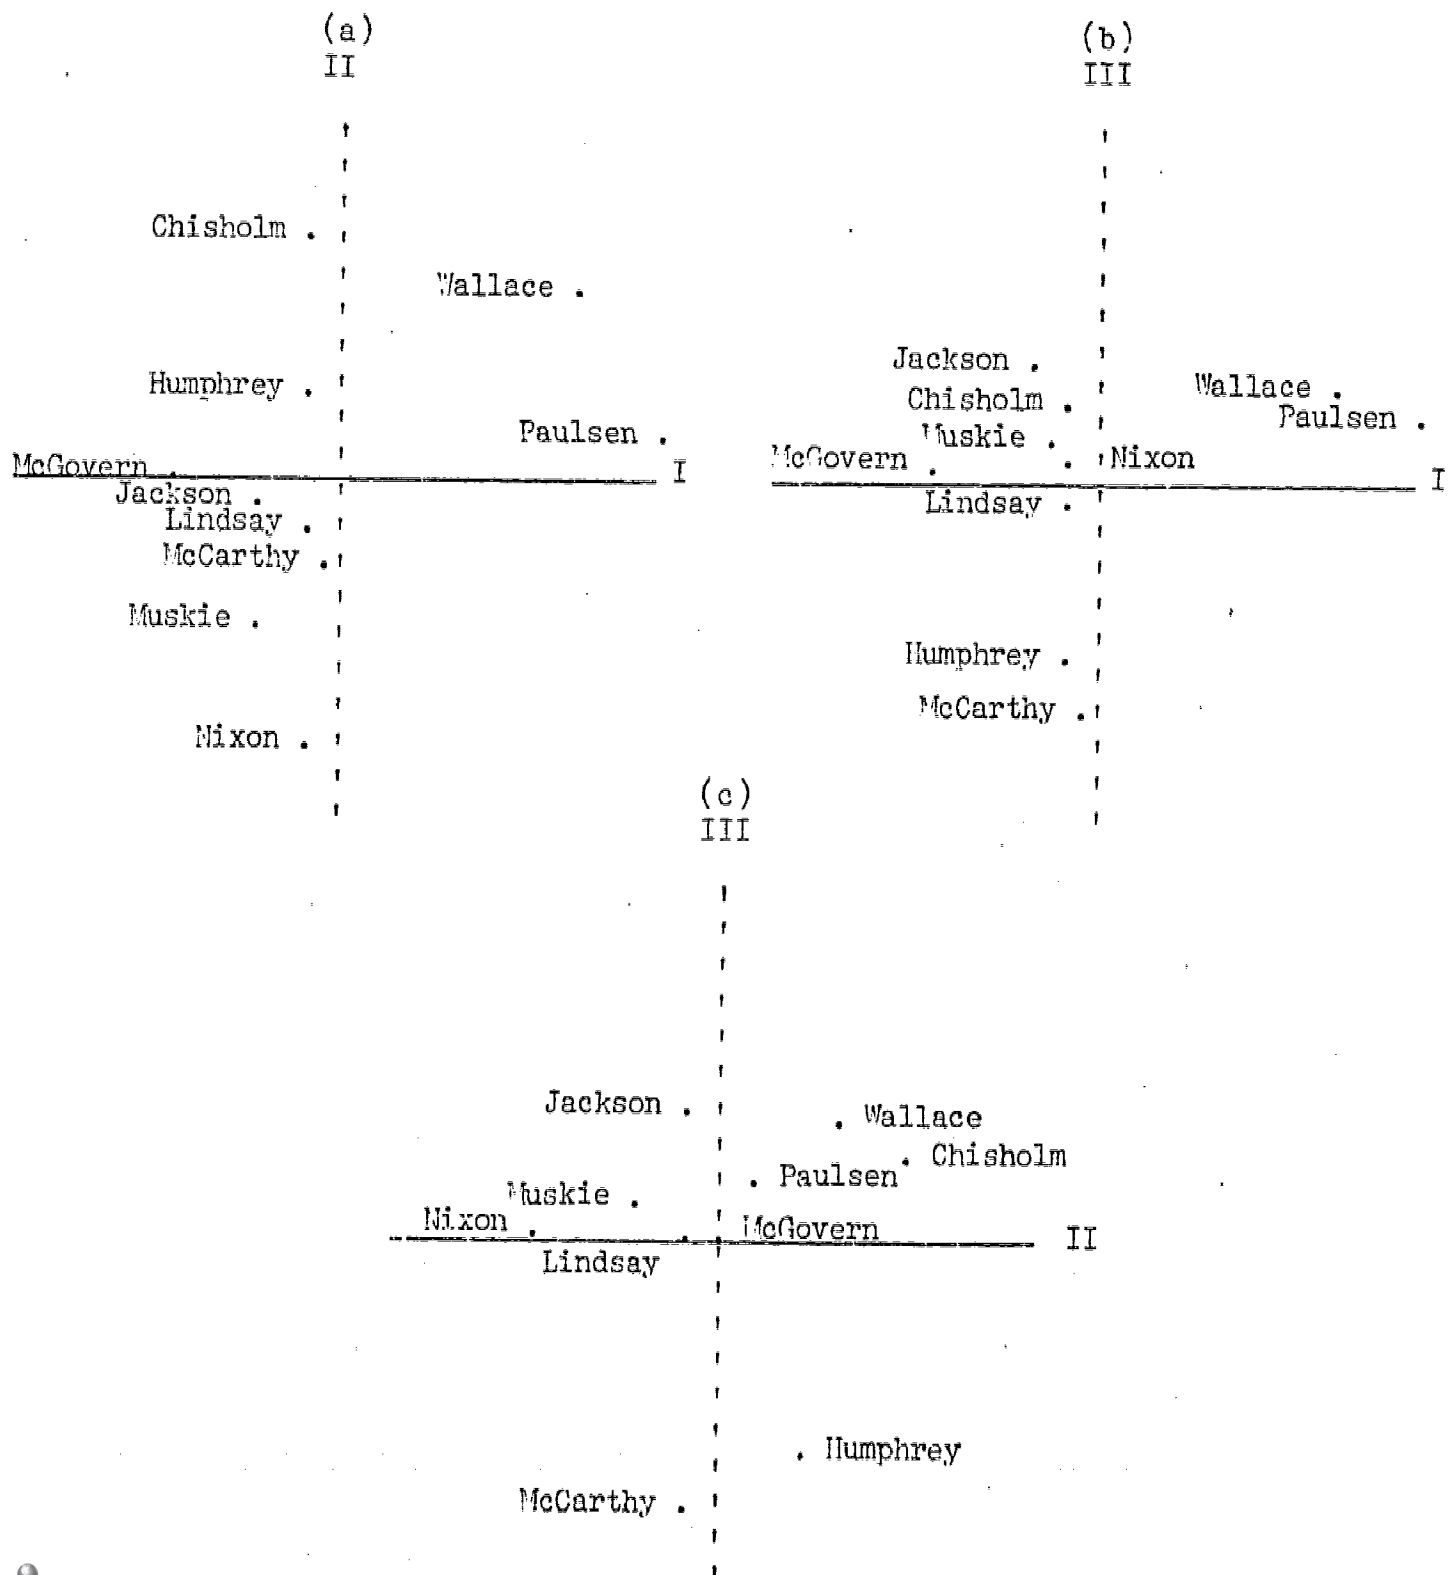 (a)
II
Chisholm .
Wallace .
Humphrey .
Paulsen .
McGovern .
I
Jackson .
Lindsay .
McCarthy .
Muskie .
Nixon .
(b)
III
Jackson .
Wallace .
Chisholm .
Paulsen .
Muskie .
McGovern .
. Nixon
I
Lindsay .
Humphrey .
McCarthy .
(c)
III
Jackson .
. Wallace
. Chisholm
. Paulsen
Muskie .
Nixon .
. McGovern
II
Lindsay
. Humphrey
McCarthy .